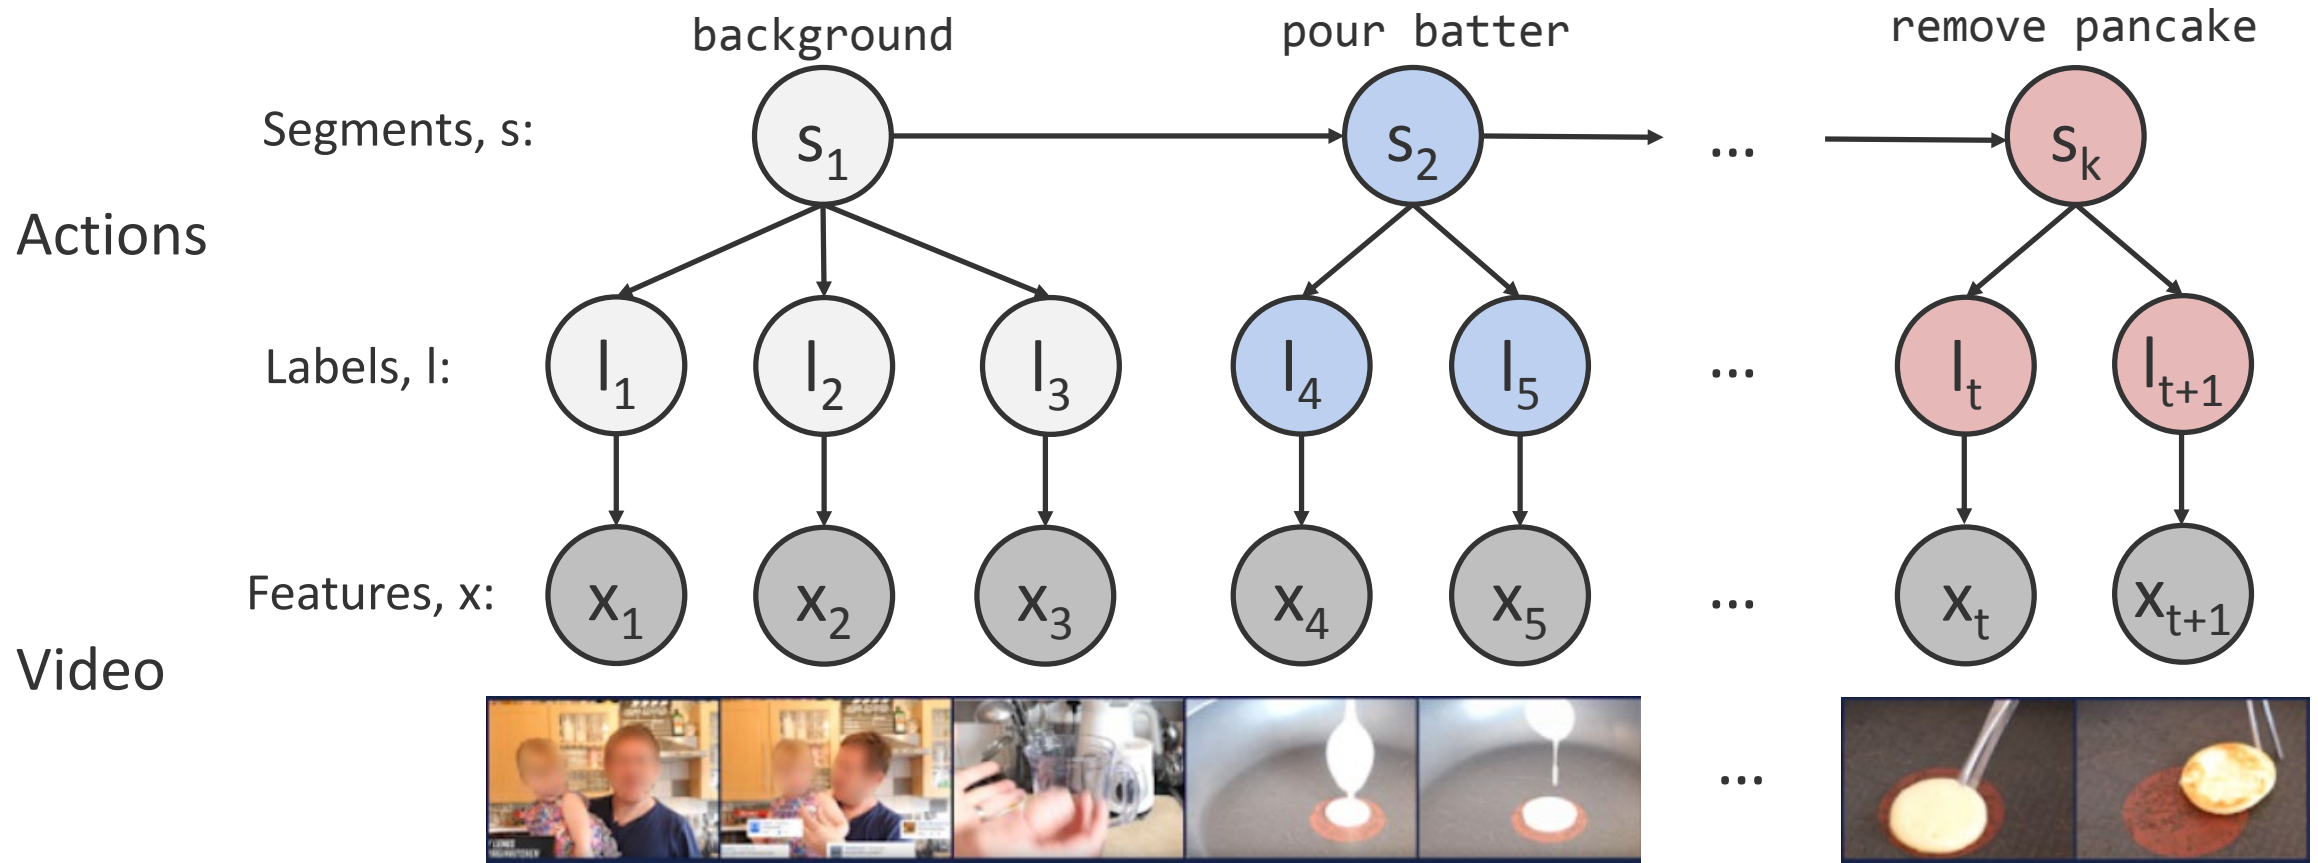 background
pour batter
remove pancake
Segments, s:
s1
s2
...
sk
Actions
Labels, l:
l1
l2
l3
l4
l5
...
lt
lt+1
Features, x:
x1
x2
x3
x4
x5
...
xt
xt+1
Video
...